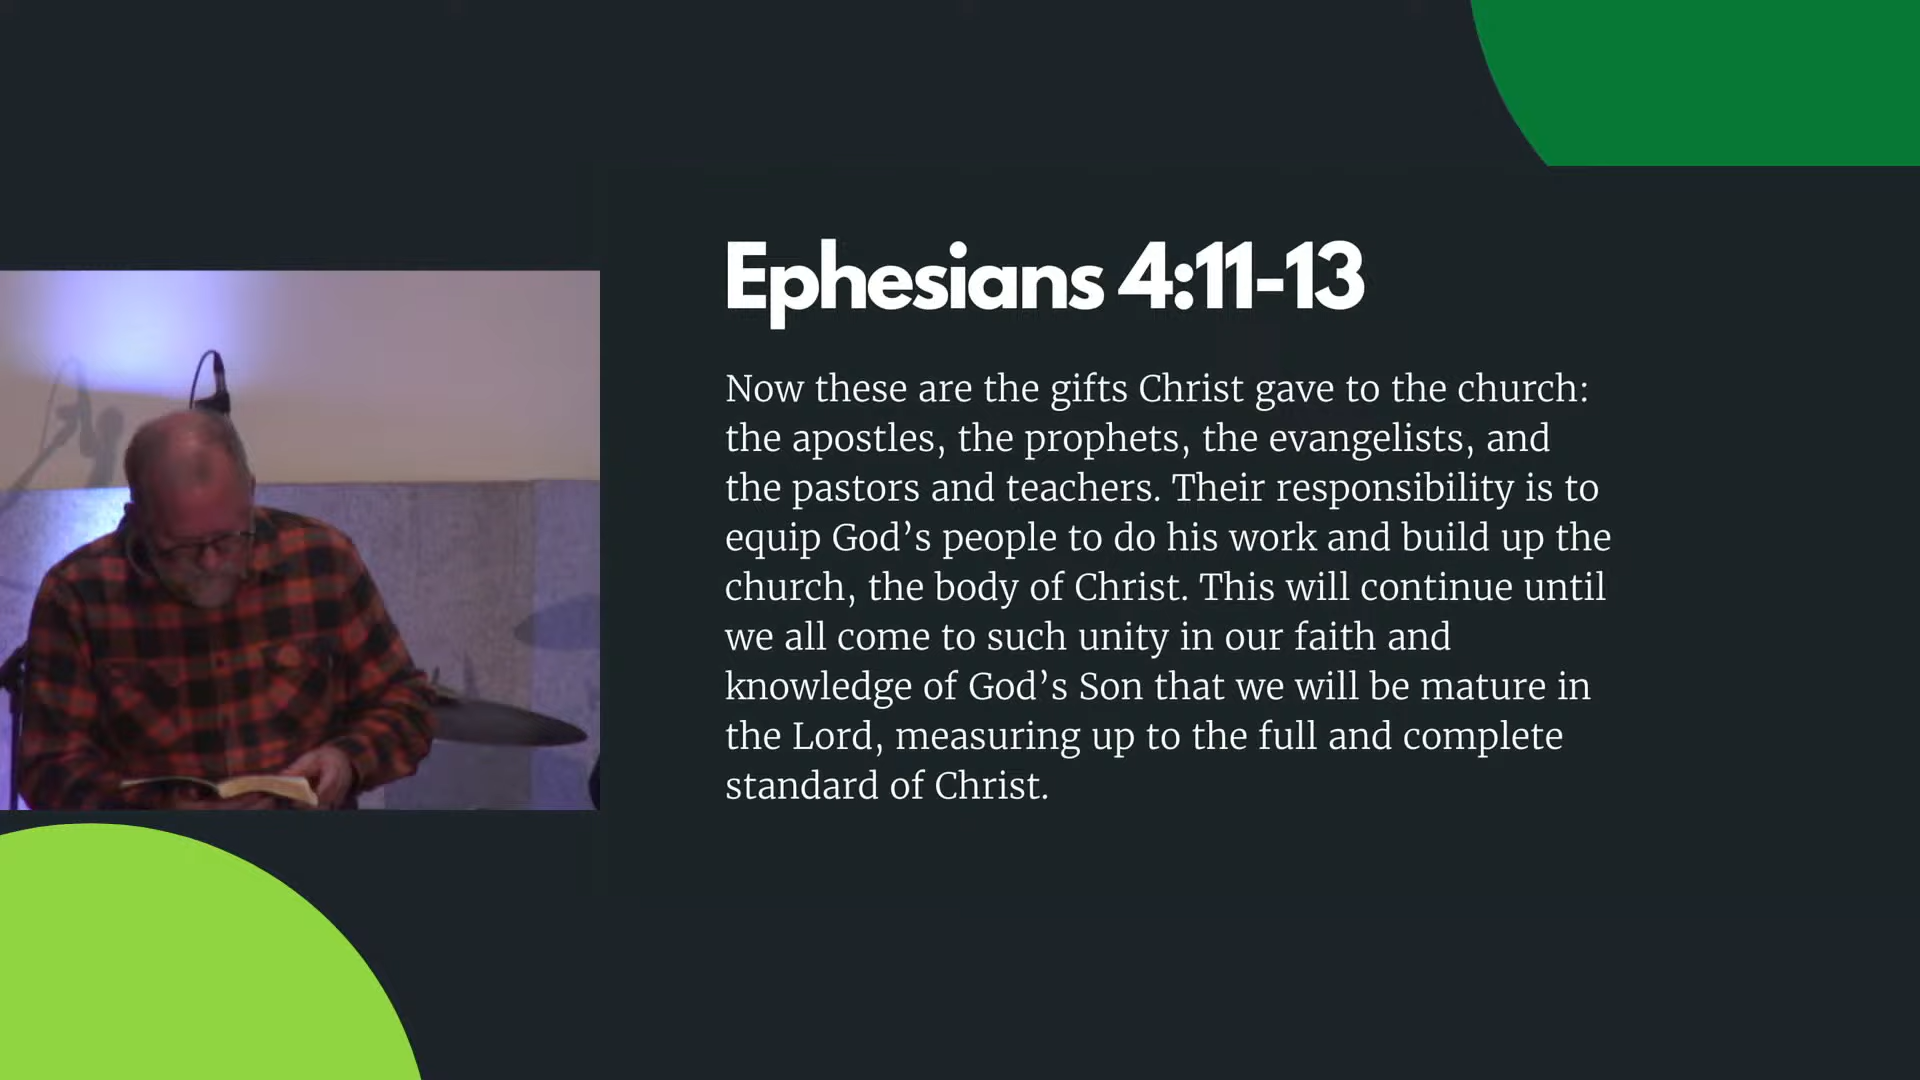 Ephesians 4:11-13
Now these are the gifts Christ gave to the church:
the apostles, the prophets, the evangelists, and
the pastors and teachers. Their responsibility is to
equip God’s people to do his work and build up the
church, the body of Christ. This will continue until
we all come to such unity in our faith and
knowledge of God’s Son that we will be mature in
the Lord, measuring up to the full and complete
standard of Christ.